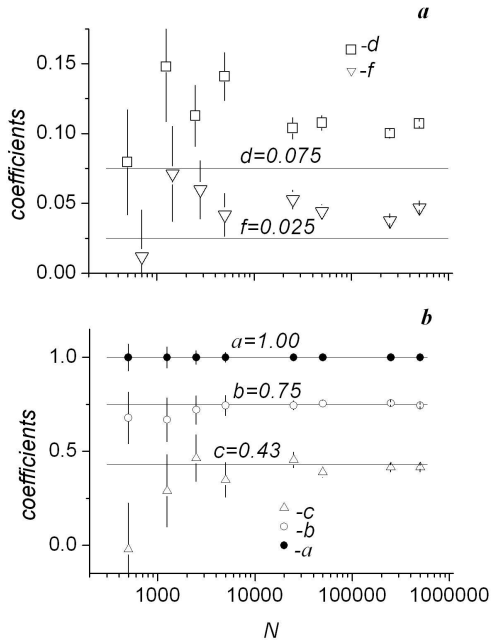 a
-d
-f
0.15
0.10
0.05
0.00
coefficients
d=0.075
f=0.025
b
1.0
0.5
0.0
coefficients
a=1.00
b=0.75
c=0.43
-c
-b
-a
1000
10000
100000
1000000
N